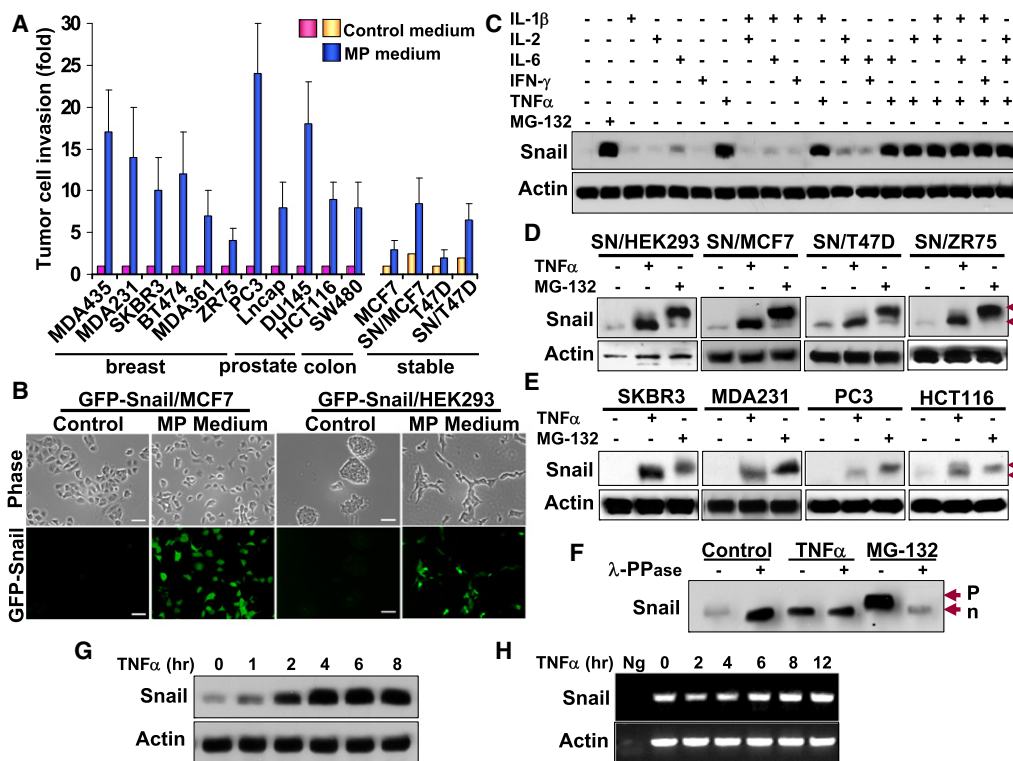 A
Control medium
MP medium
Tumor cell invasion (fold)
30
25
20
15
10
5
0
MDA435
MDA231
SKBR3
BT474
MDA361
ZR75
PC3
Lncap
DU145
HCT116
SW480
MCF7
SN/MCF7
T47D
SN/T47D
breast
prostate
colon
stable
B
GFP-Snail/MCF7 GFP-Snail/HEK293
Control MP Medium Control MP Medium
Phase
GFP-Snail
C
IL-1β - - + - - - - + + + + - - - - + + + -
IL-2 - - - + - - - + - - - + - - + + - - +
IL-6 - - - - + - - - + - - + + + - - + - +
IFN-γ - - - - - + - - - + - - + - - - - + -
TNFα - - - - - - + - - - + - - + + + + + +
MG-132 - + - - - - - - - - - - - - - - - - -
Snail
Actin
D
SN/HEK293 SN/MCF7 SN/T47D SN/ZR75
TNFα - + - - + - - + - - + -
MG-132 - - + - - + - - + - - +
Snail
Actin
E
SKBR3 MDA231 PC3 HCT116
TNFα - + - - + - - + - - + -
MG-132 - - + - - + - - + - - +
Snail
Actin
F
Control TNFα MG-132
λ-PPase - + - + - +
Snail
P
n
G
TNFα (hr) 0 1 2 4 6 8
Snail
Actin
H
TNFα (hr) Ng 0 2 4 6 8 12
Snail
Actin